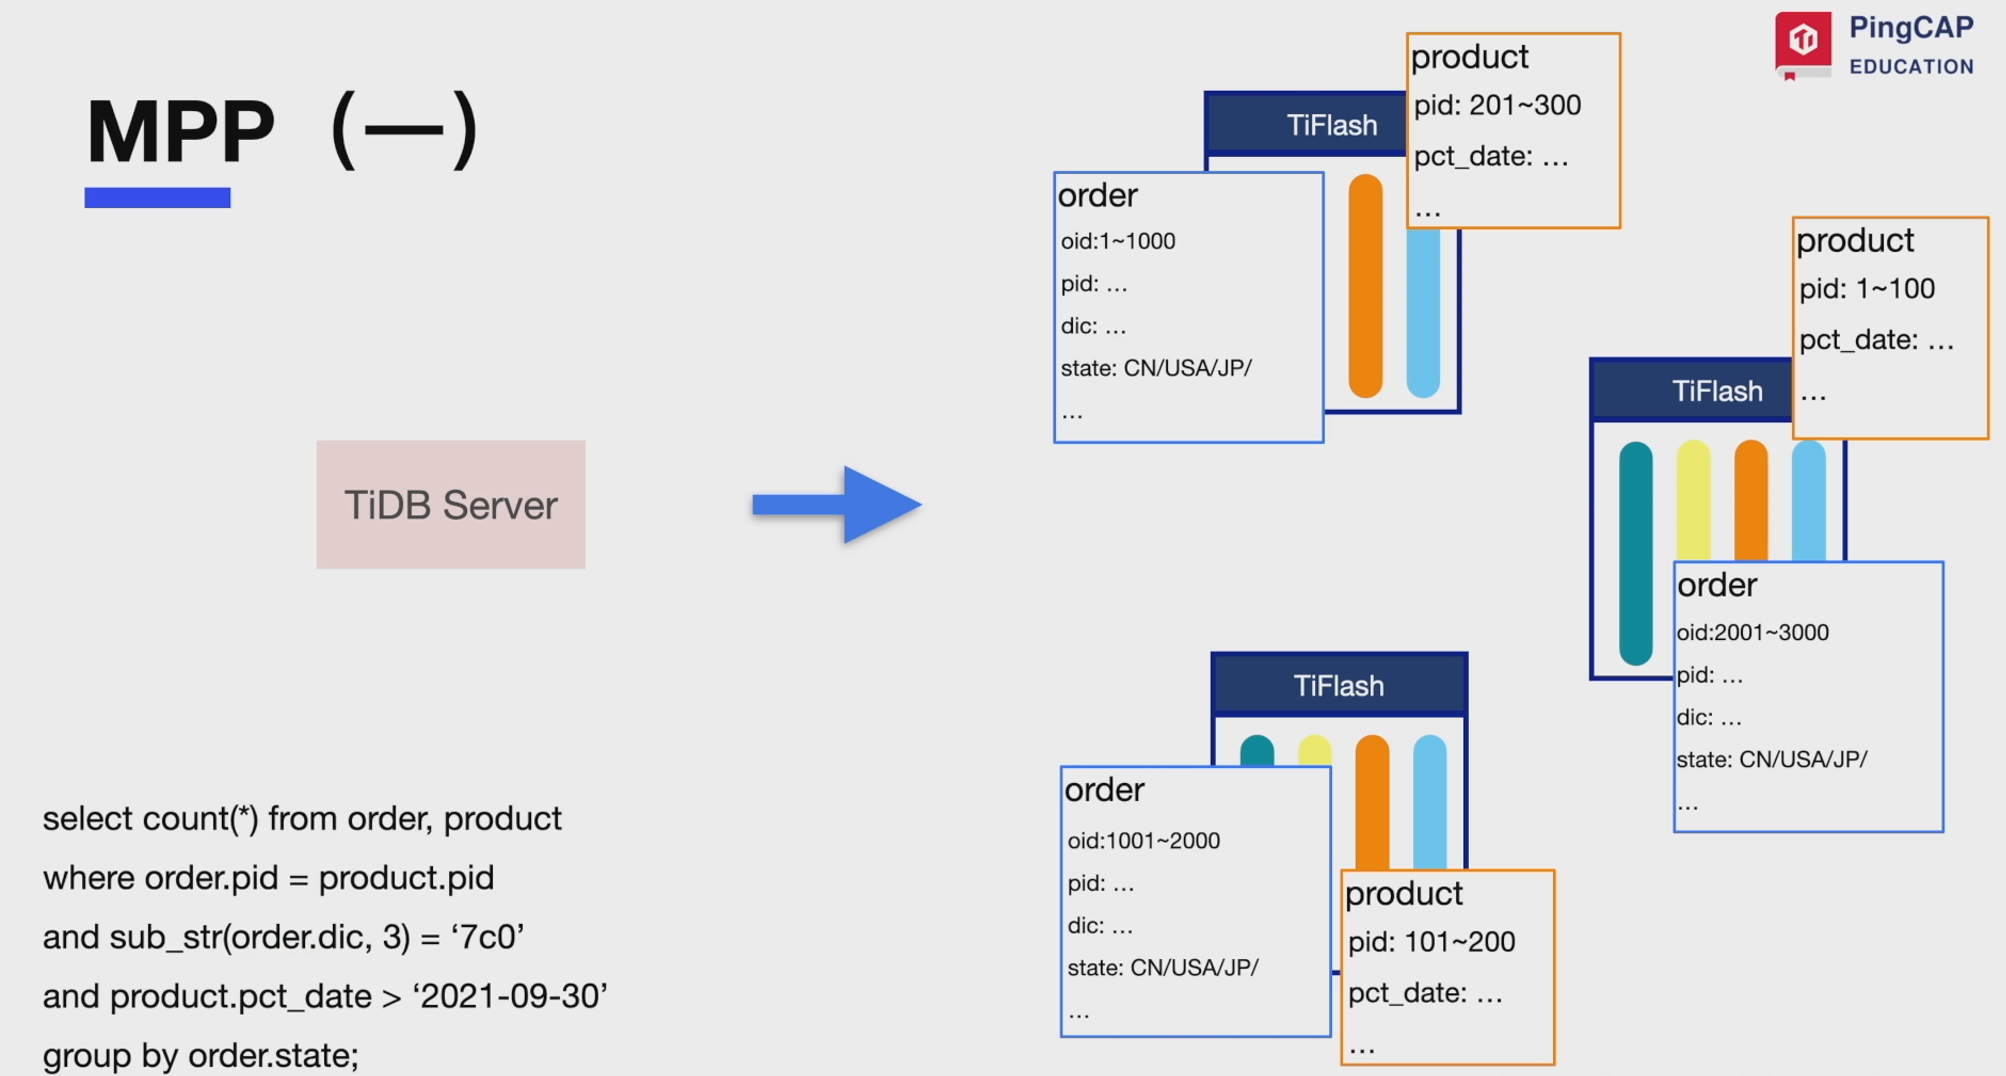 MPP（一）
PingCAP
EDUCATION
TiFlash
product
pid: 201~300
pct_date: ...
...
order
oid:1~1000
pid: ...
dic: ...
state: CN/USA/JP/
...
product
pid: 1~100
pct_date: ...
...
TiFlash
order
oid:2001~3000
pid: ...
dic: ...
state: CN/USA/JP/
...
TiDB Server
TiFlash
order
oid:1001~2000
pid: ...
dic: ...
state: CN/USA/JP/
...
product
pid: 101~200
pct_date: ...
...
select count(*) from order, product
where order.pid = product.pid
and sub_str(order.dic, 3) = ‘7c0’
and product.pct_date > ‘2021-09-30’
group by order.state;